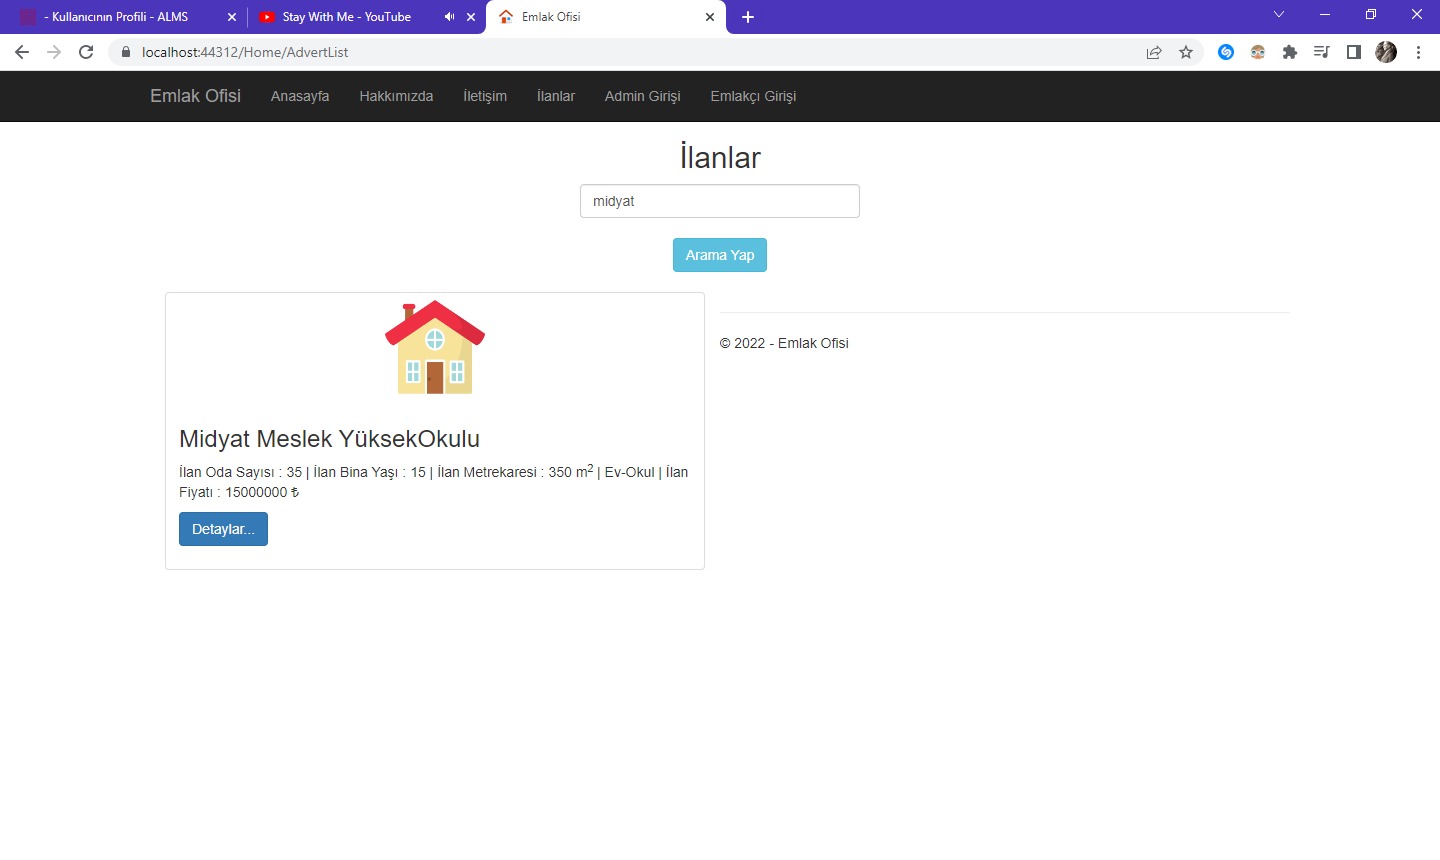 - Kullanıcının Profili - ALMS
Stay With Me - YouTube
Emlak Ofisi
localhost:44312/Home/AdvertList
Emlak Ofisi Anasayfa Hakkımızda İletişim İlanlar Admin Girişi Emlakçı Girişi
İlanlar
midyat
Arama Yap
Midyat Meslek YüksekOkulu
İlan Oda Sayısı : 35 | İlan Bina Yaşı : 15 | İlan Metrekaresi : 350 m² | Ev-Okul | İlan
Fiyatı : 15000000 ₺
Detaylar...
© 2022 - Emlak Ofisi